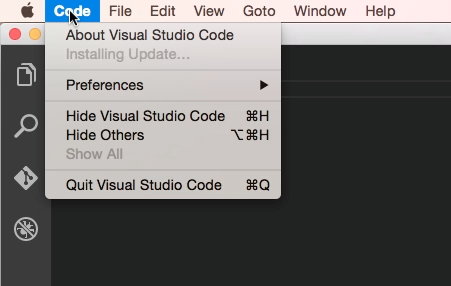 Code File Edit View Goto Window Help
About Visual Studio Code
Installing Update...
Preferences ▶
Hide Visual Studio Code ⌘H
Hide Others ⌥⌘H
Show All
Quit Visual Studio Code ⌘Q